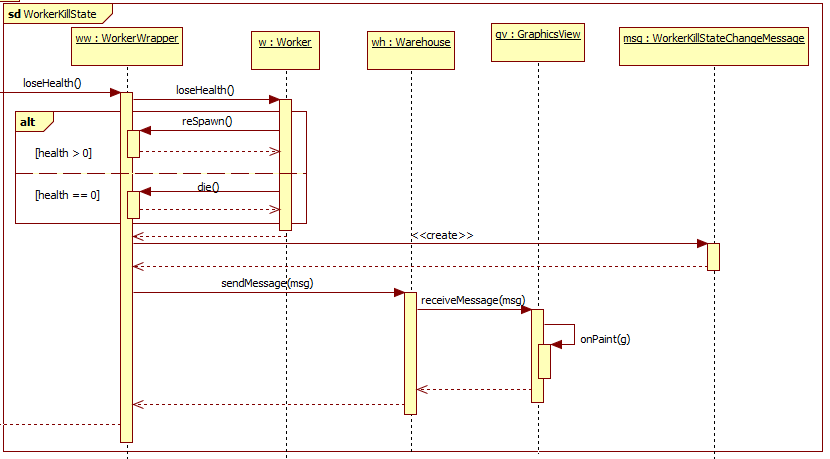 sd WorkerKillState
ww : WorkerWrapper
w : Worker
wh : Warehouse
gv : GraphicsView
msg : WorkerKillStateChangeMessage
loseHealth()
loseHealth()
alt
reSpawn()
[health > 0]
die()
[health == 0]
<<create>>
sendMessage(msg)
receiveMessage(msg)
onPaint(g)